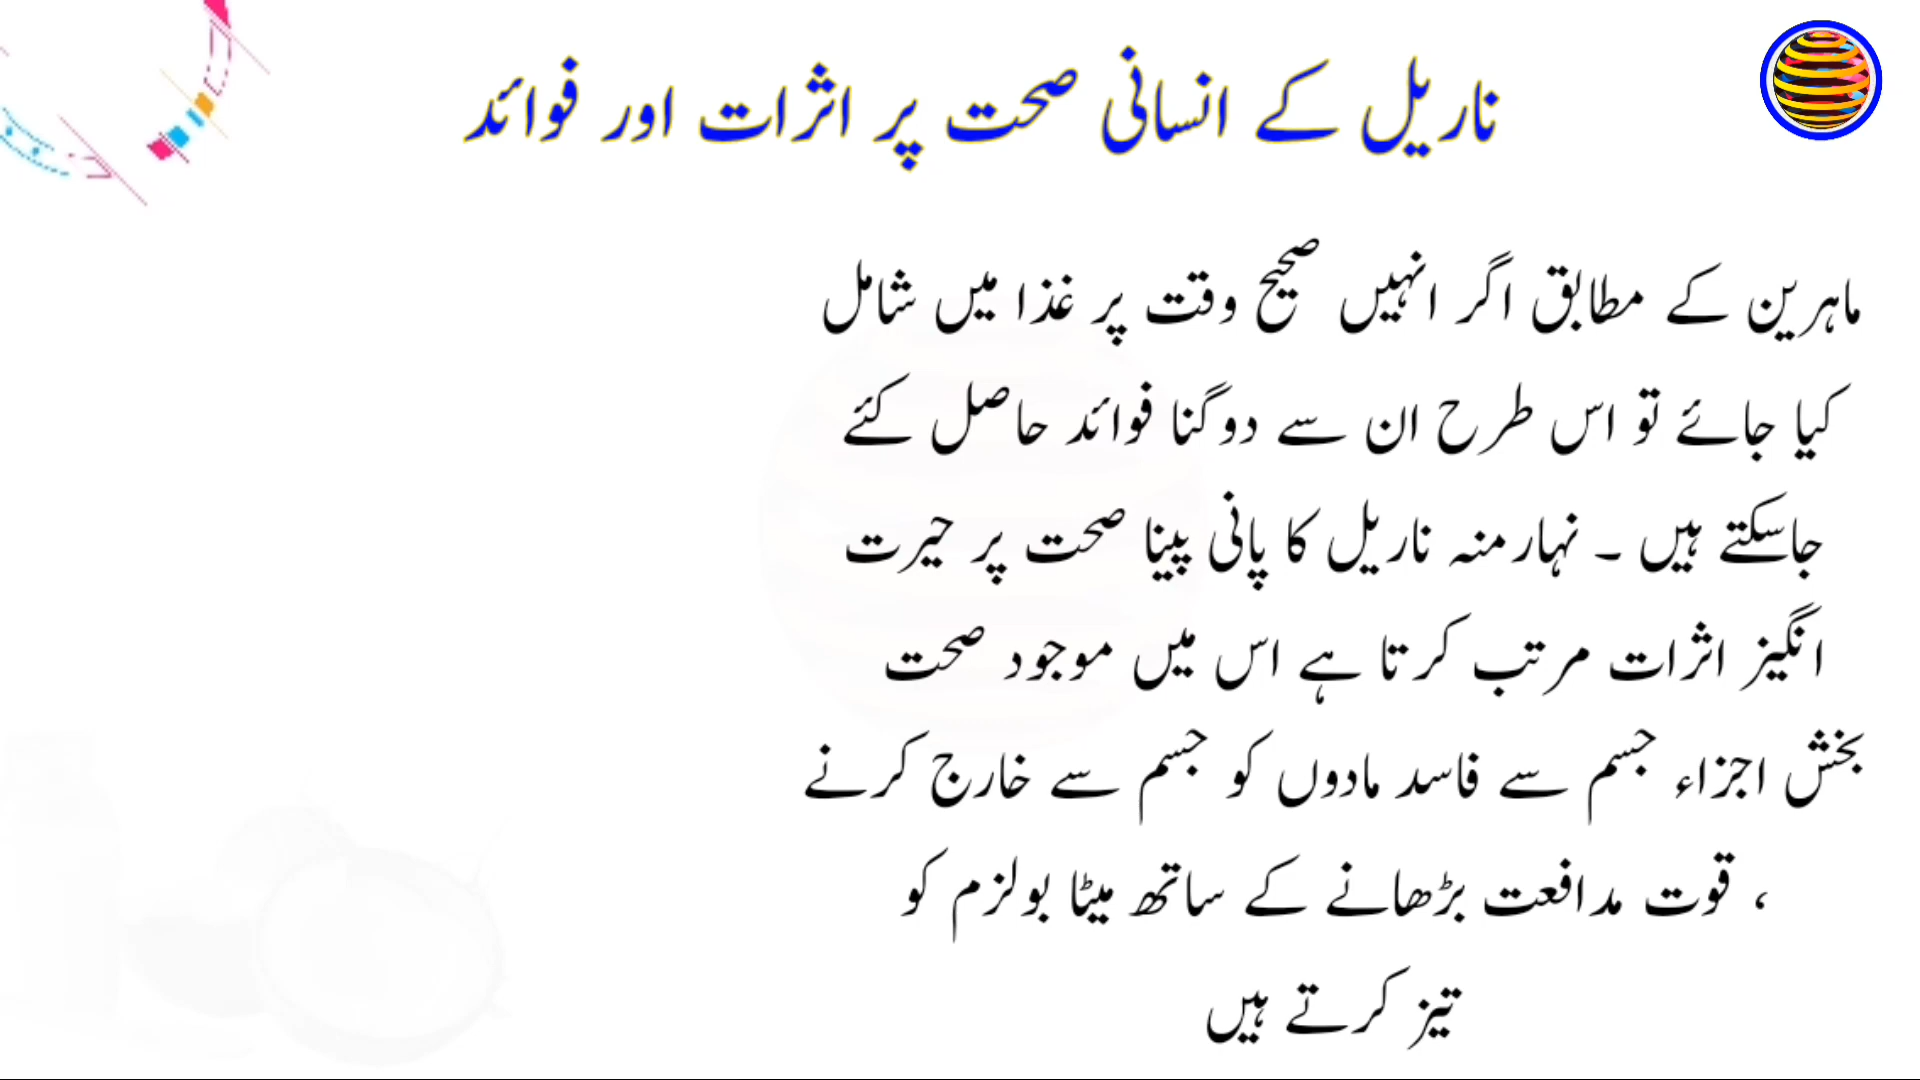 ناریل کے انسانی صحت پر اثرات اور فوائد
ماہرین کے مطابق اگر انہیں صحیح وقت پر غذا میں شامل
کیا جائے تو اس طرح ان سے دوگنا فوائد حاصل کئے
جاسکتے ہیں ۔ نہار منہ ناریل کا پانی پینا صحت پر حیرت
انگیز اثرات مرتب کرتا ہے اس میں موجود صحت
بخش اجزاء جسم سے فاسد مادوں کو جسم سے خارج کرنے
، قوت مدافعت بڑھانے کے ساتھ میٹا بولزم کو
تیز کرتے ہیں